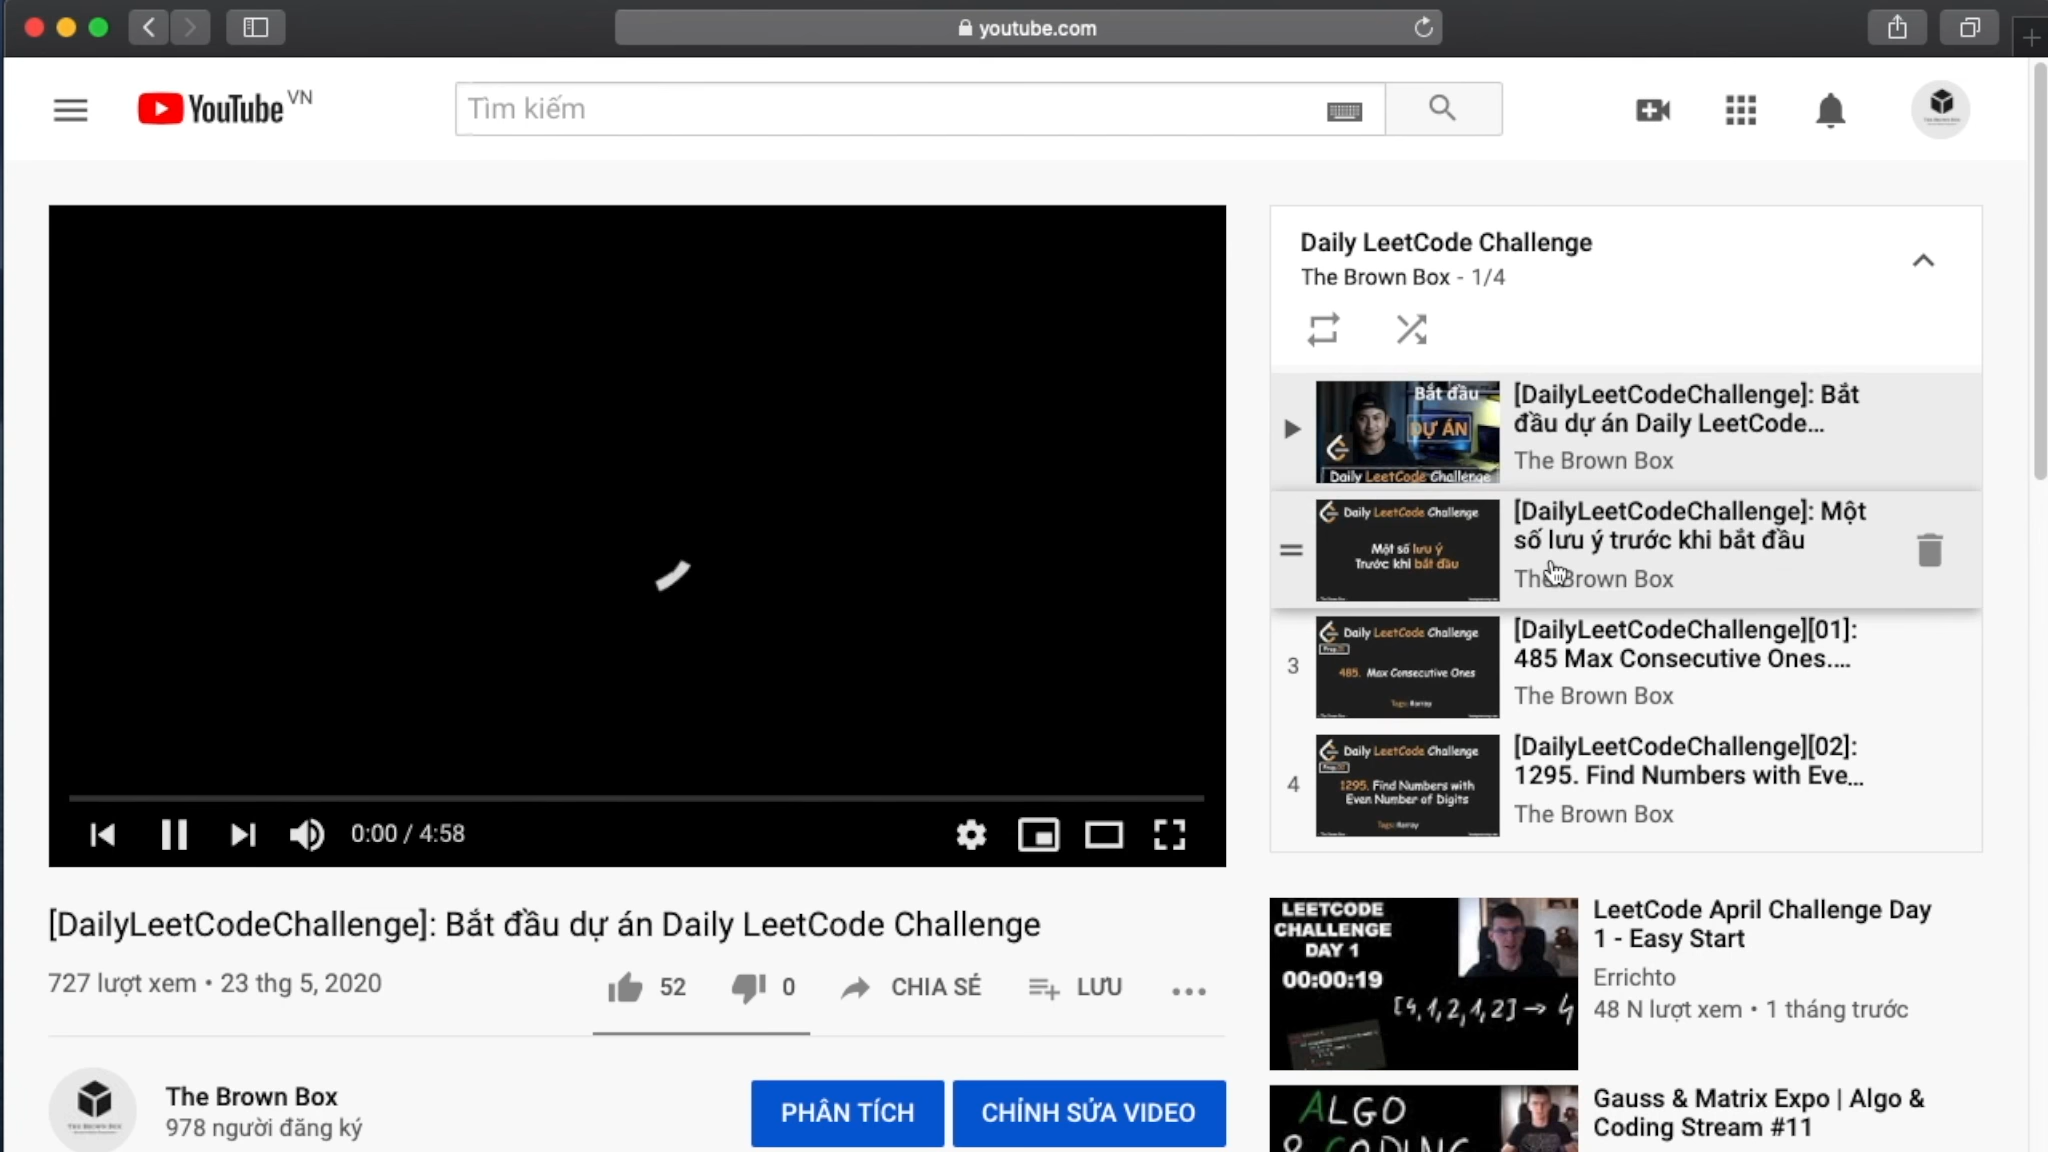 youtube.com
YouTube VN
Tìm kiếm
Daily LeetCode Challenge
The Brown Box - 1/4
Bắt đầu
DỰ ÁN
Daily LeetCode Challenge
[DailyLeetCodeChallenge]: Bắt
đầu dự án Daily LeetCode...
The Brown Box
Daily LeetCode Challenge
Một số lưu ý
Trước khi bắt đầu
[DailyLeetCodeChallenge]: Một
số lưu ý trước khi bắt đầu
The Brown Box
3
Daily LeetCode Challenge
485. Max Consecutive Ones
Tags: #array
[DailyLeetCodeChallenge][01]:
485 Max Consecutive Ones....
The Brown Box
4
Daily LeetCode Challenge
1295. Find Numbers with
Even Number of Digits
Tags: #array
[DailyLeetCodeChallenge][02]:
1295. Find Numbers with Eve...
The Brown Box
0:00 / 4:58
[DailyLeetCodeChallenge]: Bắt đầu dự án Daily LeetCode Challenge
727 lượt xem • 23 thg 5, 2020
52
0
CHIA SẺ
LƯU
The Brown Box
978 người đăng ký
PHÂN TÍCH
CHỈNH SỬA VIDEO
LEETCODE
CHALLENGE
DAY 1
00:00:19
[4,1,2,1,2] → 4
LeetCode April Challenge Day
1 - Easy Start
Errichto
48 N lượt xem • 1 tháng trước
ALGO
Gauss & Matrix Expo | Algo &
Coding Stream #11